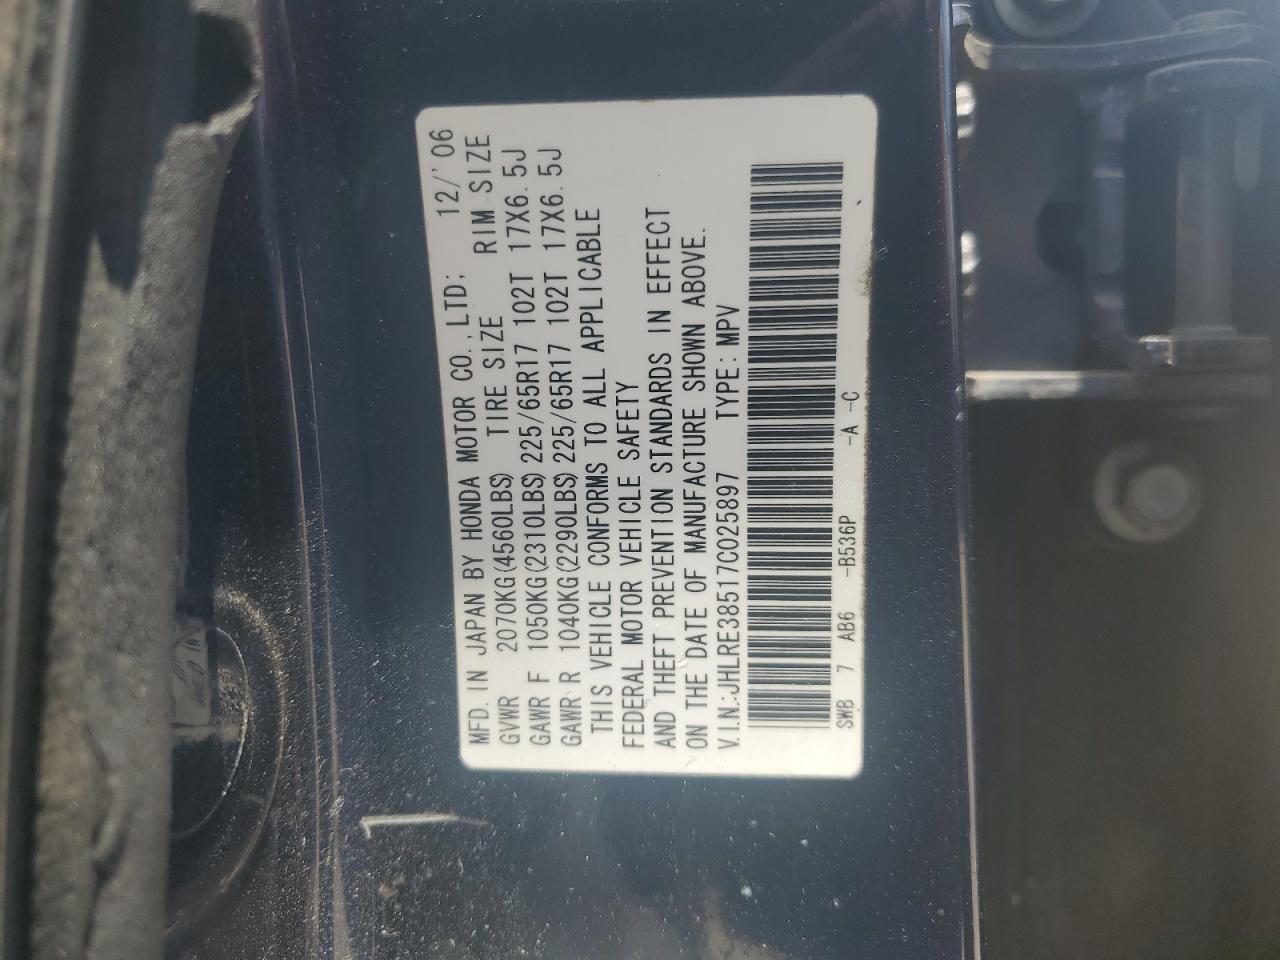 MFD. IN JAPAN BY HONDA MOTOR CO., LTD; 12/'06
GVWR 2070KG(4560LBS) TIRE SIZE RIM SIZE
GAWR F 1050KG(2310LBS) 225/65R17 102T 17X6.5J
GAWR R 1040KG(2290LBS) 225/65R17 102T 17X6.5J
THIS VEHICLE CONFORMS TO ALL APPLICABLE
FEDERAL MOTOR VEHICLE SAFETY
AND THEFT PREVENTION STANDARDS IN EFFECT
ON THE DATE OF MANUFACTURE SHOWN ABOVE.
V.I.N.:JHLRE38517C025897 TYPE: MPV
SWB 7 AB6 -B536P -A -C